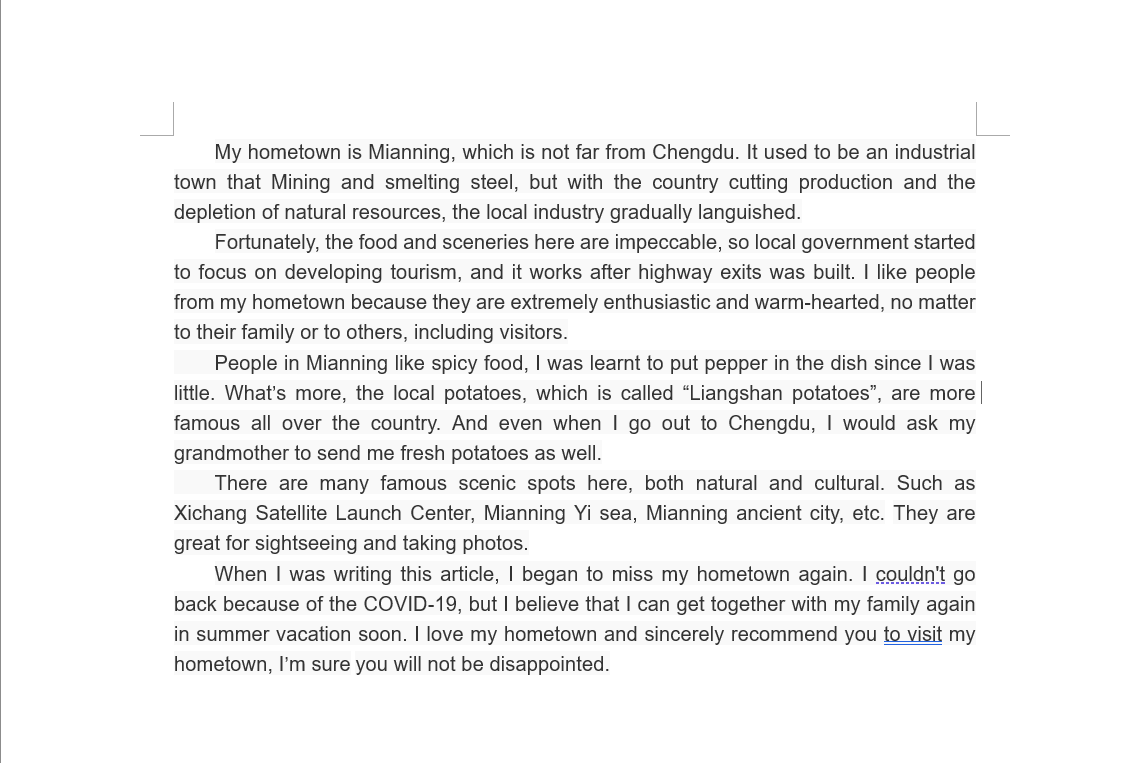 My hometown is Mianning, which is not far from Chengdu. It used to be an industrial
town that Mining and smelting steel, but with the country cutting production and the
depletion of natural resources, the local industry gradually languished.
Fortunately, the food and sceneries here are impeccable, so local government started
to focus on developing tourism, and it works after highway exits was built. I like people
from my hometown because they are extremely enthusiastic and warm-hearted, no matter
to their family or to others, including visitors.
People in Mianning like spicy food, I was learnt to put pepper in the dish since I was
little. What’s more, the local potatoes, which is called “Liangshan potatoes”, are more
famous all over the country. And even when I go out to Chengdu, I would ask my
grandmother to send me fresh potatoes as well.
There are many famous scenic spots here, both natural and cultural. Such as
Xichang Satellite Launch Center, Mianning Yi sea, Mianning ancient city, etc. They are
great for sightseeing and taking photos.
When I was writing this article, I began to miss my hometown again. I couldn't go
back because of the COVID-19, but I believe that I can get together with my family again
in summer vacation soon. I love my hometown and sincerely recommend you to visit my
hometown, I’m sure you will not be disappointed.